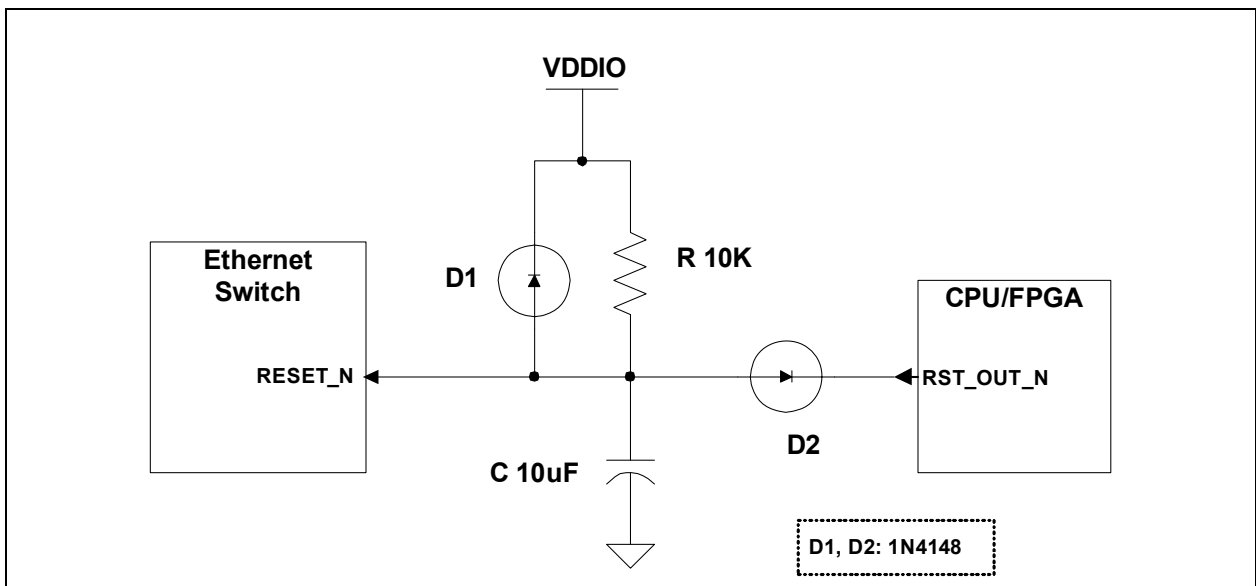 VDDIO
Ethernet
Switch
D1
R 10K
CPU/FPGA
RESET_N
RST_OUT_N
D2
C 10uF
D1, D2: 1N4148